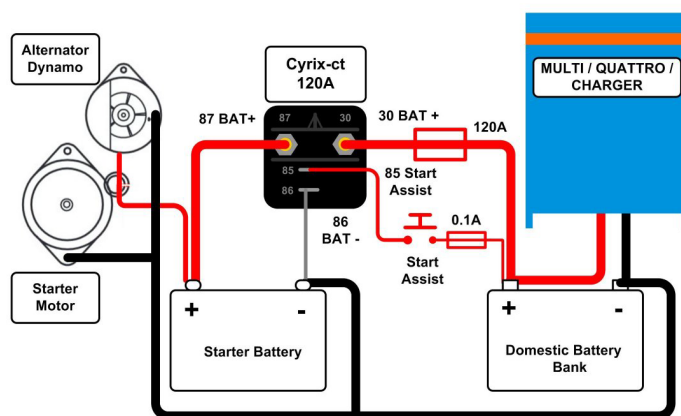 Alternator
Dynamo
Cyrix-ct
120A
MULTI / QUATTRO /
CHARGER
87 BAT+
87
30
30 BAT +
120A
85
86
85 Start
Assist
86
BAT -
0.1A
Start
Assist
Starter
Motor
+
-
Starter Battery
+
-
Domestic Battery
Bank